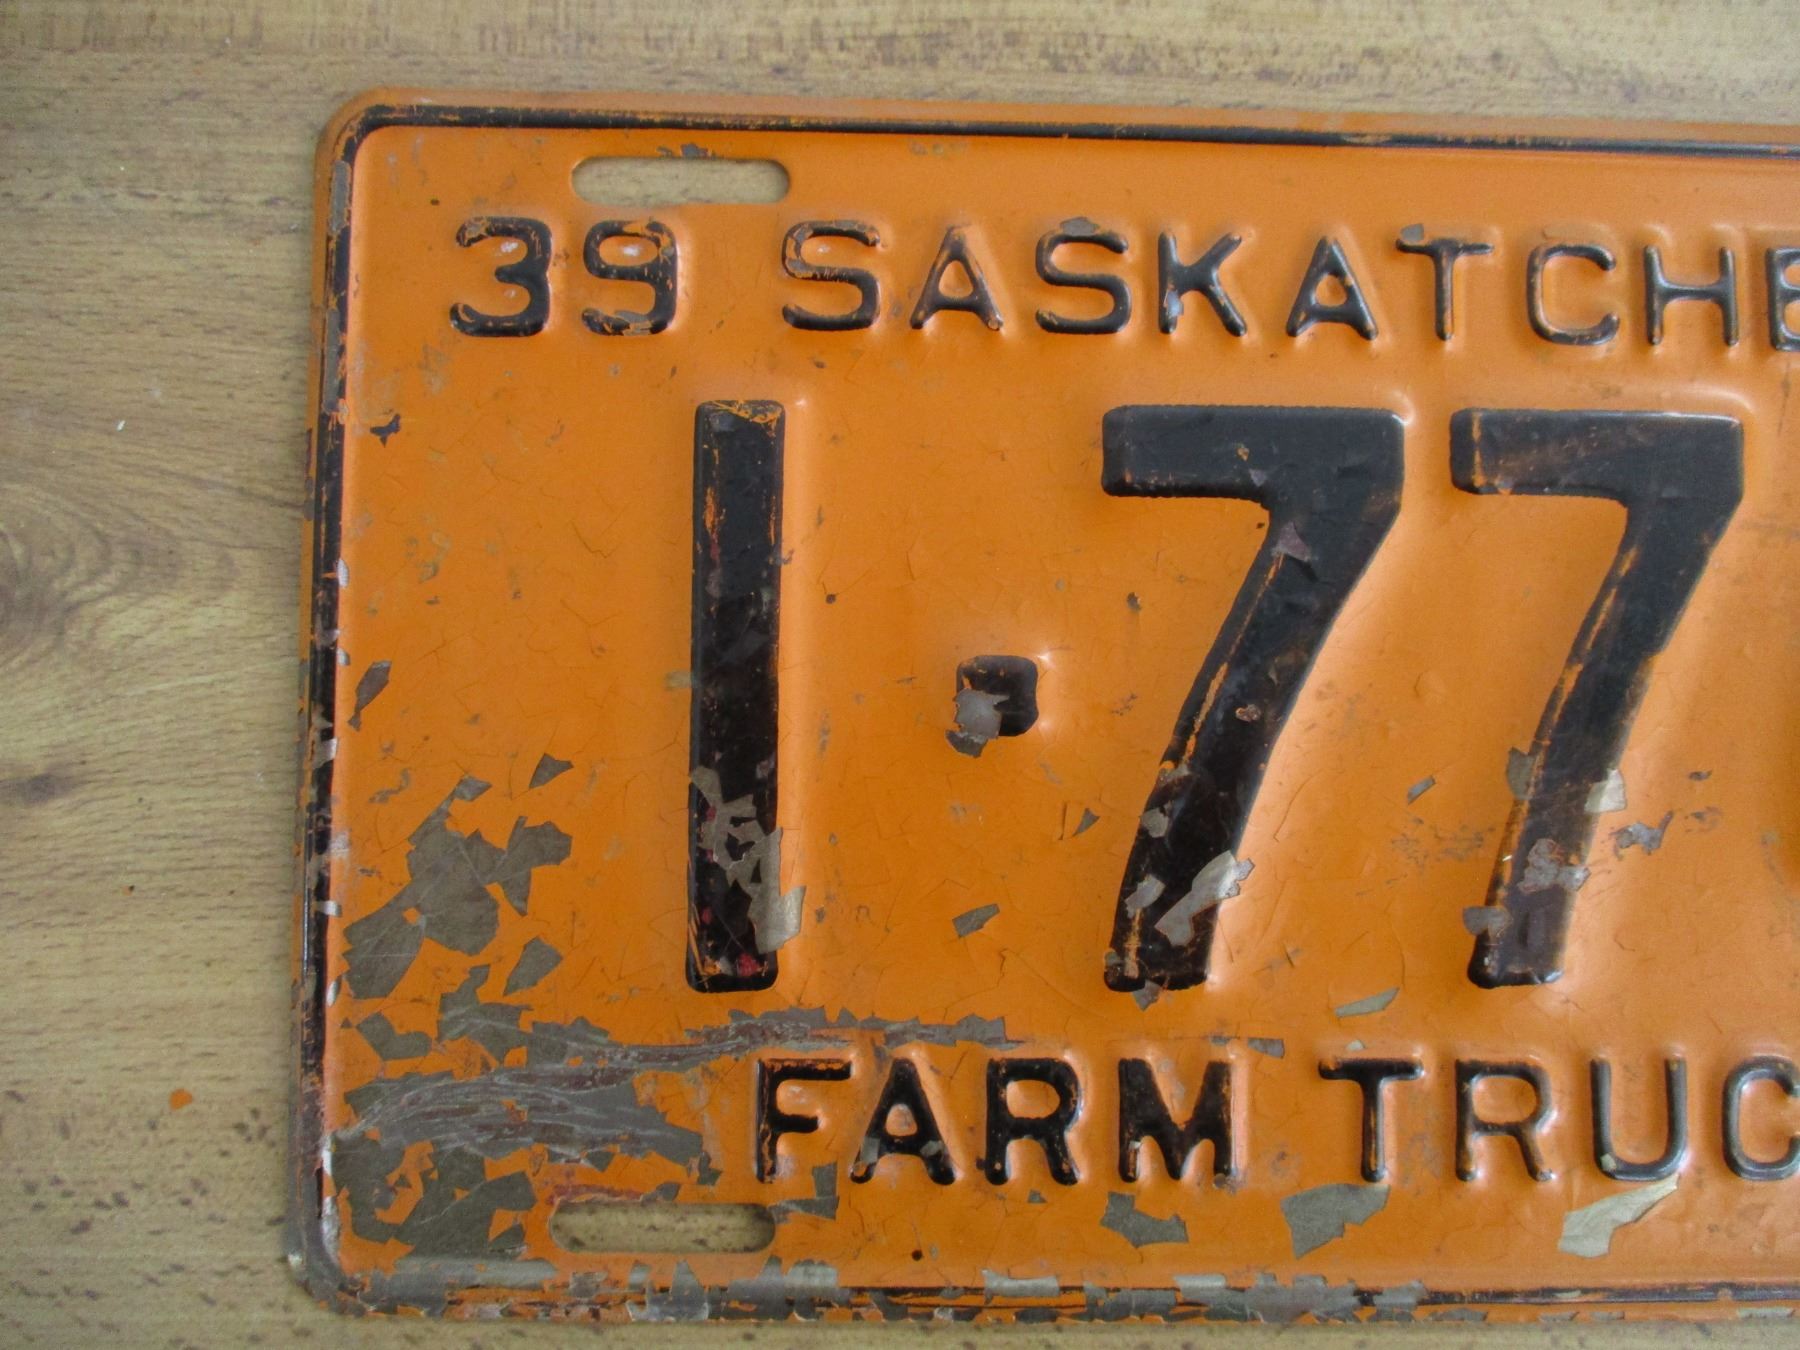 39 SASKATCHE
1·77
FARM TRUC